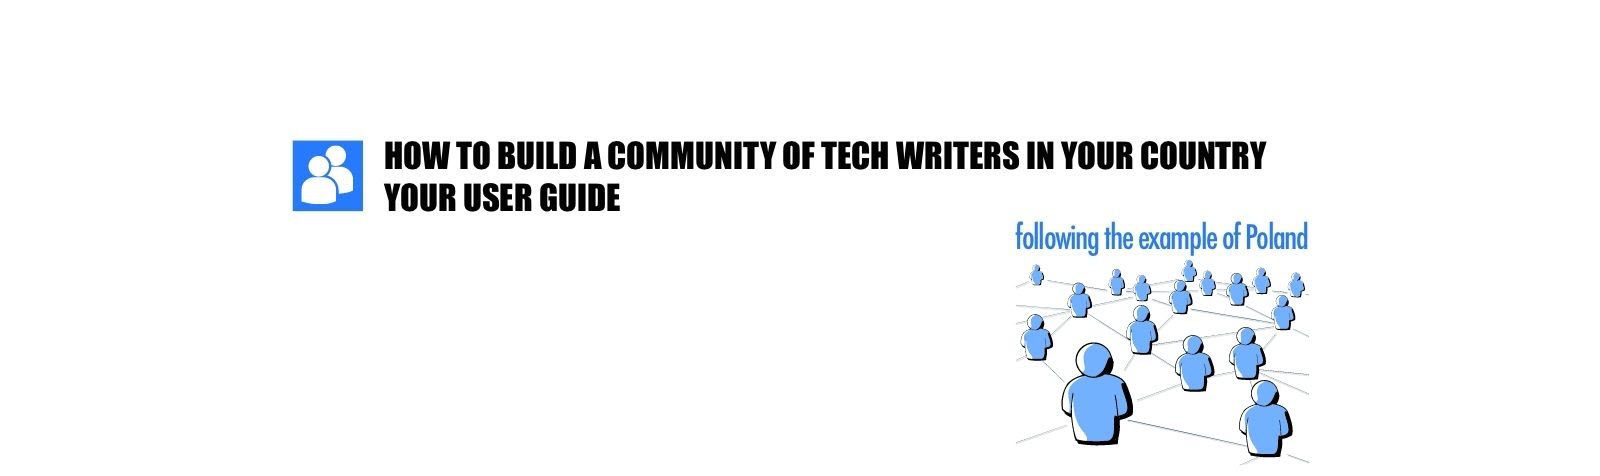 HOW TO BUILD A COMMUNITY OF TECH WRITERS IN YOUR COUNTRY
YOUR USER GUIDE
following the example of Poland